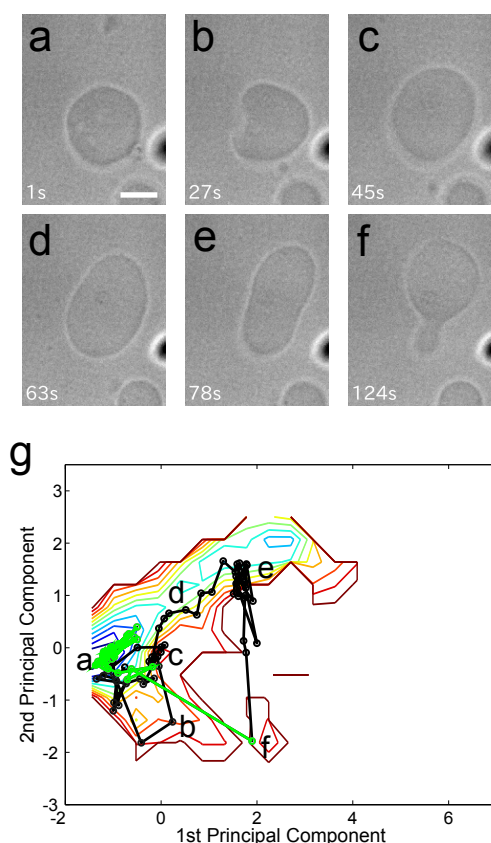 a
b
c
1s
27s
45s
d
e
f
63s
78s
124s
g
3
2
1
0
-1
-2
-3
2nd Principal Component
a
b
c
d
e
f
-2
0
2
4
6
1st Principal Component